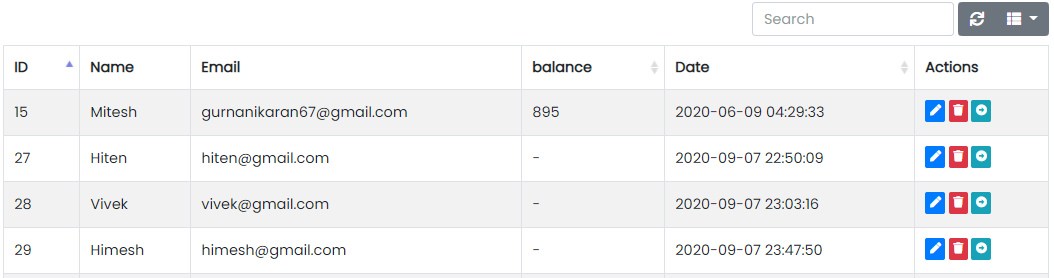 Search
ID Name Email balance Date Actions
15 Mitesh gurnanikaran67@gmail.com 895 2020-06-09 04:29:33
27 Hiten hiten@gmail.com - 2020-09-07 22:50:09
28 Vivek vivek@gmail.com - 2020-09-07 23:03:16
29 Himesh himesh@gmail.com - 2020-09-07 23:47:50